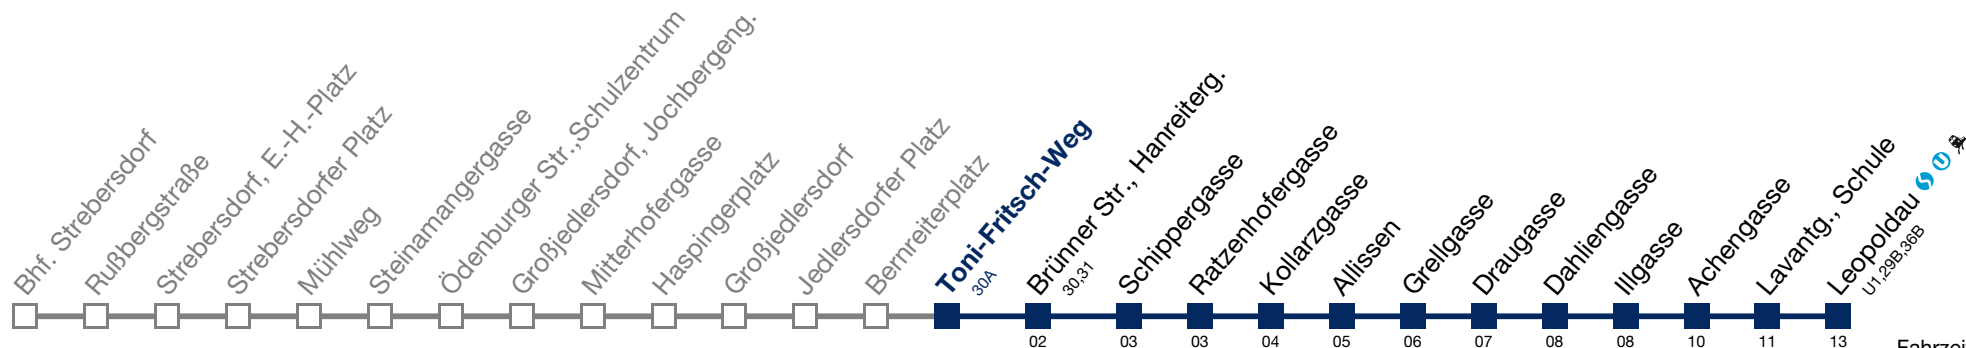 Bhf. Strebersdorf
Rußbergstraße
Strebersdorf, E.-H.-Platz
Strebersdorfer Platz
Mühlweg
Steinamangergasse
Ödenburger Str.,Schulzentrum
Großjedlersdorf, Jochbergeng.
Mitterhofergasse
Haspingerplatz
Großjedlersdorf
Jedlersdorfer Platz
Bernreiterplatz
Toni-Fritsch-Weg
30A
Brünner Str., Hanreiterg.
30,31
Schippergasse
Ratzenhofergasse
Kollarzgasse
Allissen
Grellgasse
Draugasse
Dahliengasse
Illgasse
Achengasse
Lavantg., Schule
Leopoldau S U
U1,29B,36B
02 03 03 04 05 06 07 08 08 10 11 13
Fahrzei